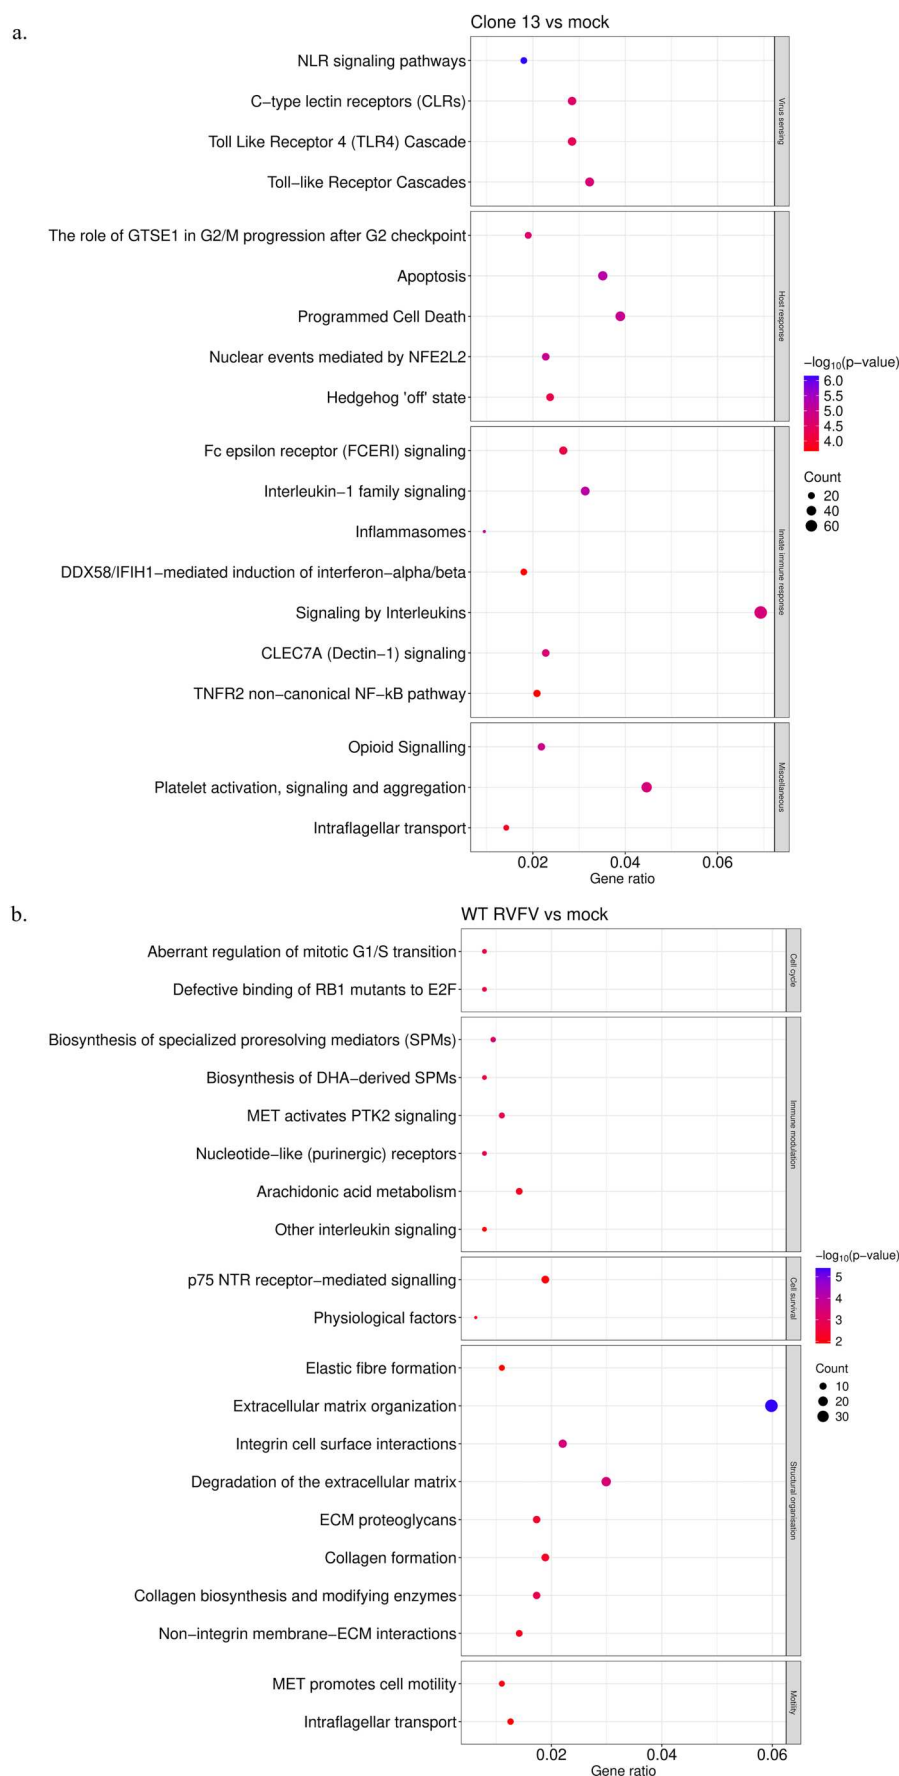 a.
Clone 13 vs mock
NLR signaling pathways
C−type lectin receptors (CLRs)
Toll Like Receptor 4 (TLR4) Cascade
Toll−like Receptor Cascades
Virus sensing
The role of GTSE1 in G2/M progression after G2 checkpoint
Apoptosis
Programmed Cell Death
Nuclear events mediated by NFE2L2
Hedgehog 'off' state
Host response
Fc epsilon receptor (FCERI) signaling
Interleukin−1 family signaling
Inflammasomes
DDX58/IFIH1−mediated induction of interferon−alpha/beta
Signaling by Interleukins
CLEC7A (Dectin−1) signaling
TNFR2 non−canonical NF−kB pathway
Innate immune response
Opioid Signalling
Platelet activation, signaling and aggregation
Intraflagellar transport
Miscellaneous
0.02 0.04 0.06
Gene ratio
−log10(p−value)
6.0
5.5
5.0
4.5
4.0
Count
20
40
60
b.
WT RVFV vs mock
Aberrant regulation of mitotic G1/S transition
Defective binding of RB1 mutants to E2F
Cell cycle
Biosynthesis of specialized proresolving mediators (SPMs)
Biosynthesis of DHA−derived SPMs
MET activates PTK2 signaling
Nucleotide−like (purinergic) receptors
Arachidonic acid metabolism
Other interleukin signaling
Immune modulation
p75 NTR receptor−mediated signalling
Physiological factors
Cell survival
Elastic fibre formation
Extracellular matrix organization
Integrin cell surface interactions
Degradation of the extracellular matrix
ECM proteoglycans
Collagen formation
Collagen biosynthesis and modifying enzymes
Non−integrin membrane−ECM interactions
Structural organisation
MET promotes cell motility
Intraflagellar transport
Motility
0.02 0.04 0.06
Gene ratio
−log10(p−value)
5
4
3
2
Count
10
20
30